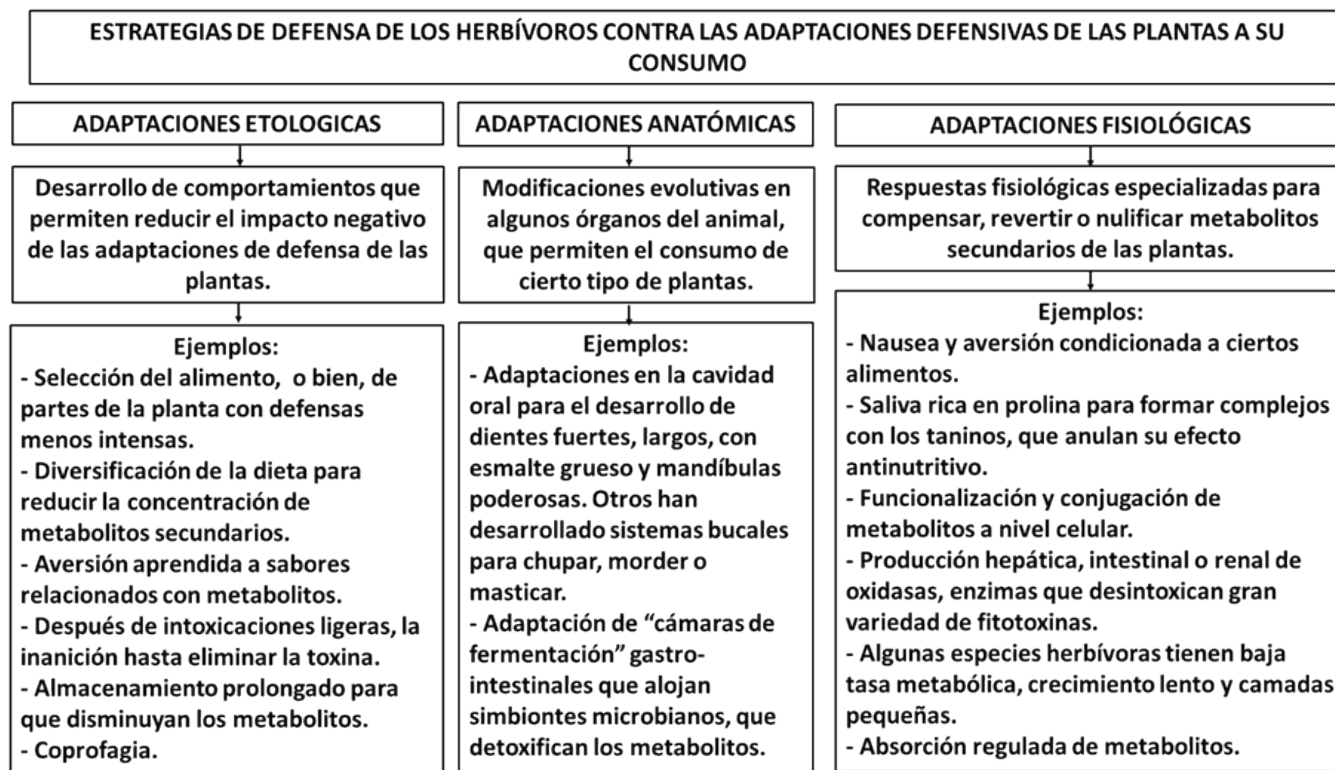 ESTRATEGIAS DE DEFENSA DE LOS HERBÍVOROS CONTRA LAS ADAPTACIONES DEFENSIVAS DE LAS PLANTAS A SU
CONSUMO
ADAPTACIONES ETOLOGICAS
Desarrollo de comportamientos que
permiten reducir el impacto negativo
de las adaptaciones de defensa de las
plantas.
Ejemplos:
- Selección del alimento, o bien, de
partes de la planta con defensas
menos intensas.
- Diversificación de la dieta para
reducir la concentración de
metabolitos secundarios.
- Aversión aprendida a sabores
relacionados con metabolitos.
- Después de intoxicaciones ligeras, la
inanición hasta eliminar la toxina.
- Almacenamiento prolongado para
que disminuyan los metabolitos.
- Coprofagia.
ADAPTACIONES ANATÓMICAS
Modificaciones evolutivas en
algunos órganos del animal,
que permiten el consumo de
cierto tipo de plantas.
Ejemplos:
- Adaptaciones en la cavidad
oral para el desarrollo de
dientes fuertes, largos, con
esmalte grueso y mandíbulas
poderosas. Otros han
desarrollado sistemas bucales
para chupar, morder o
masticar.
- Adaptación de “cámaras de
fermentación” gastro-
intestinales que alojan
simbiontes microbianos, que
detoxifican los metabolitos.
ADAPTACIONES FISIOLÓGICAS
Respuestas fisiológicas especializadas para
compensar, revertir o nulificar metabolitos
secundarios de las plantas.
Ejemplos:
- Nausea y aversión condicionada a ciertos
alimentos.
- Saliva rica en prolina para formar complejos
con los taninos, que anulan su efecto
antinutritivo.
- Funcionalización y conjugación de
metabolitos a nivel celular.
- Producción hepática, intestinal o renal de
oxidasas, enzimas que desintoxican gran
variedad de fitotoxinas.
- Algunas especies herbívoras tienen baja
tasa metabólica, crecimiento lento y camadas
pequeñas.
- Absorción regulada de metabolitos.